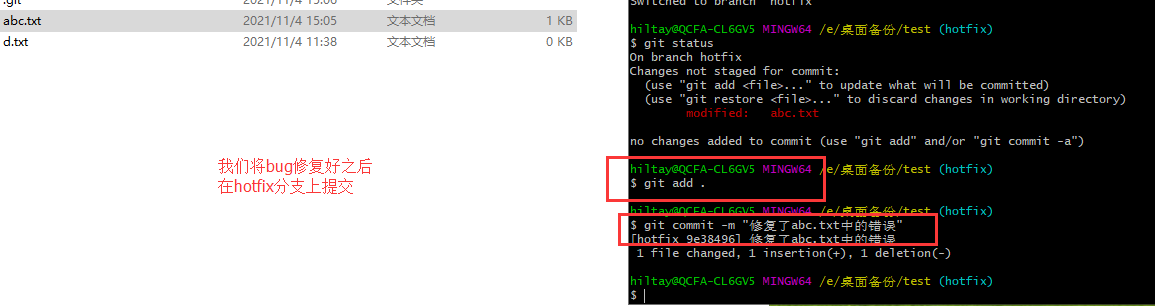 .git
abc.txt 2021/11/4 15:05 文本文档 1 KB
d.txt 2021/11/4 11:38 文本文档 0 KB
我们将bug修复好之后
在hotfix分支上提交
Switched to branch 'hotfix'
hiltay@QCFA-CL6GV5 MINGW64 /e/桌面备份/test (hotfix)
$ git status
On branch hotfix
Changes not staged for commit:
(use "git add <file>..." to update what will be committed)
(use "git restore <file>..." to discard changes in working directory)
modified: abc.txt
no changes added to commit (use "git add" and/or "git commit -a")
hiltay@QCFA-CL6GV5 MINGW64 /e/桌面备份/test (hotfix)
$ git add .
hiltay@QCFA-CL6GV5 MINGW64 /e/桌面备份/test (hotfix)
$ git commit -m "修复了abc.txt中的错误"
[hotfix 9e38496] 修复了abc.txt中的错误
1 file changed, 1 insertion(+), 1 deletion(-)
hiltay@QCFA-CL6GV5 MINGW64 /e/桌面备份/test (hotfix)
$